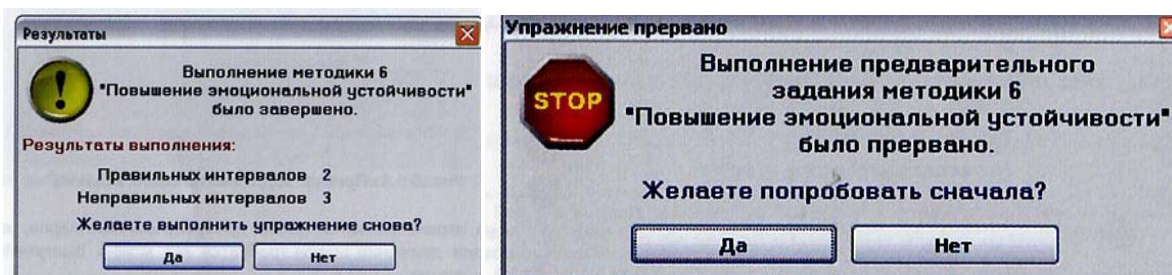 Результаты
Выполнение методики 6
"Повышение эмоциональной устойчивости"
было завершено.
Результаты выполнения:
Правильных интервалов 2
Неправильных интервалов 3
Желаете выполнить упражнение снова?
Да Нет
Упражнение прервано
STOP
Выполнение предварительного
задания методики 6
"Повышение эмоциональной устойчивости"
было прервано.
Желаете попробовать сначала?
Да Нет